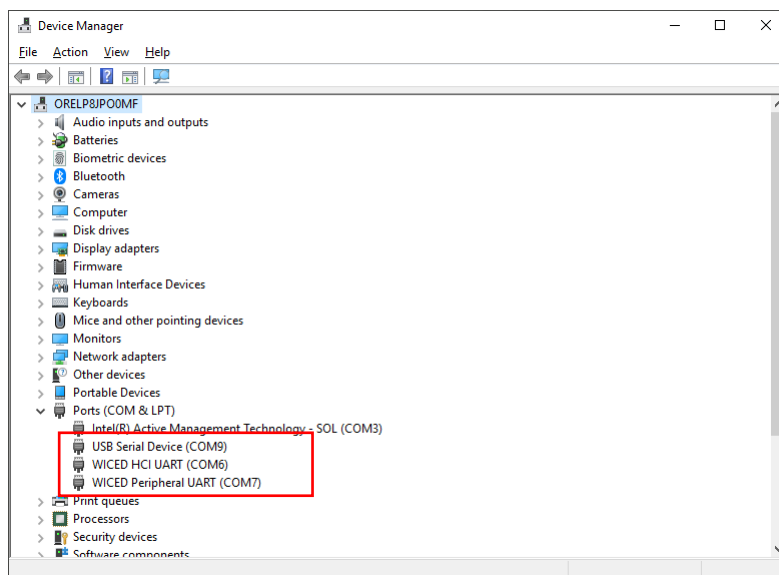 Device Manager
File Action View Help
ORELP8JPO0MF
Audio inputs and outputs
Batteries
Biometric devices
Bluetooth
Cameras
Computer
Disk drives
Display adapters
Firmware
Human Interface Devices
Keyboards
Mice and other pointing devices
Monitors
Network adapters
Other devices
Portable Devices
Ports (COM & LPT)
Intel(R) Active Management Technology - SOL (COM3)
USB Serial Device (COM9)
WICED HCI UART (COM6)
WICED Peripheral UART (COM7)
Print queues
Processors
Security devices
Software components